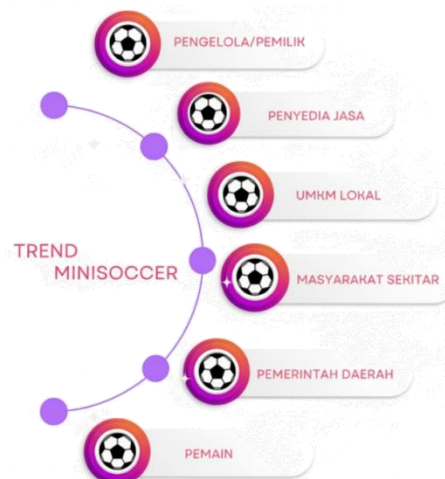 PENGELOLA/PEMILIK
PENYEDIA JASA
UMKM LOKAL
TREND
MINISOCCER
MASYARAKAT SEKITAR
PEMERINTAH DAERAH
PEMAIN